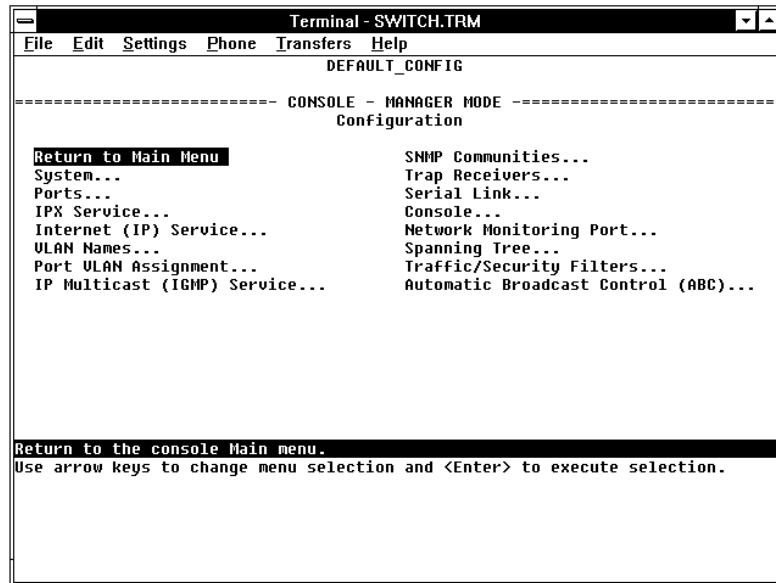 Terminal - SWITCH.TRM
File Edit Settings Phone Transfers Help
DEFAULT_CONFIG
==========================- CONSOLE - MANAGER MODE -==========================
Configuration
Return to Main Menu SNMP Communities...
System... Trap Receivers...
Ports... Serial Link...
IPX Service... Console...
Internet (IP) Service... Network Monitoring Port...
VLAN Names... Spanning Tree...
Port VLAN Assignment... Traffic/Security Filters...
IP Multicast (IGMP) Service... Automatic Broadcast Control (ABC)...
Return to the console Main menu.
Use arrow keys to change menu selection and <Enter> to execute selection.